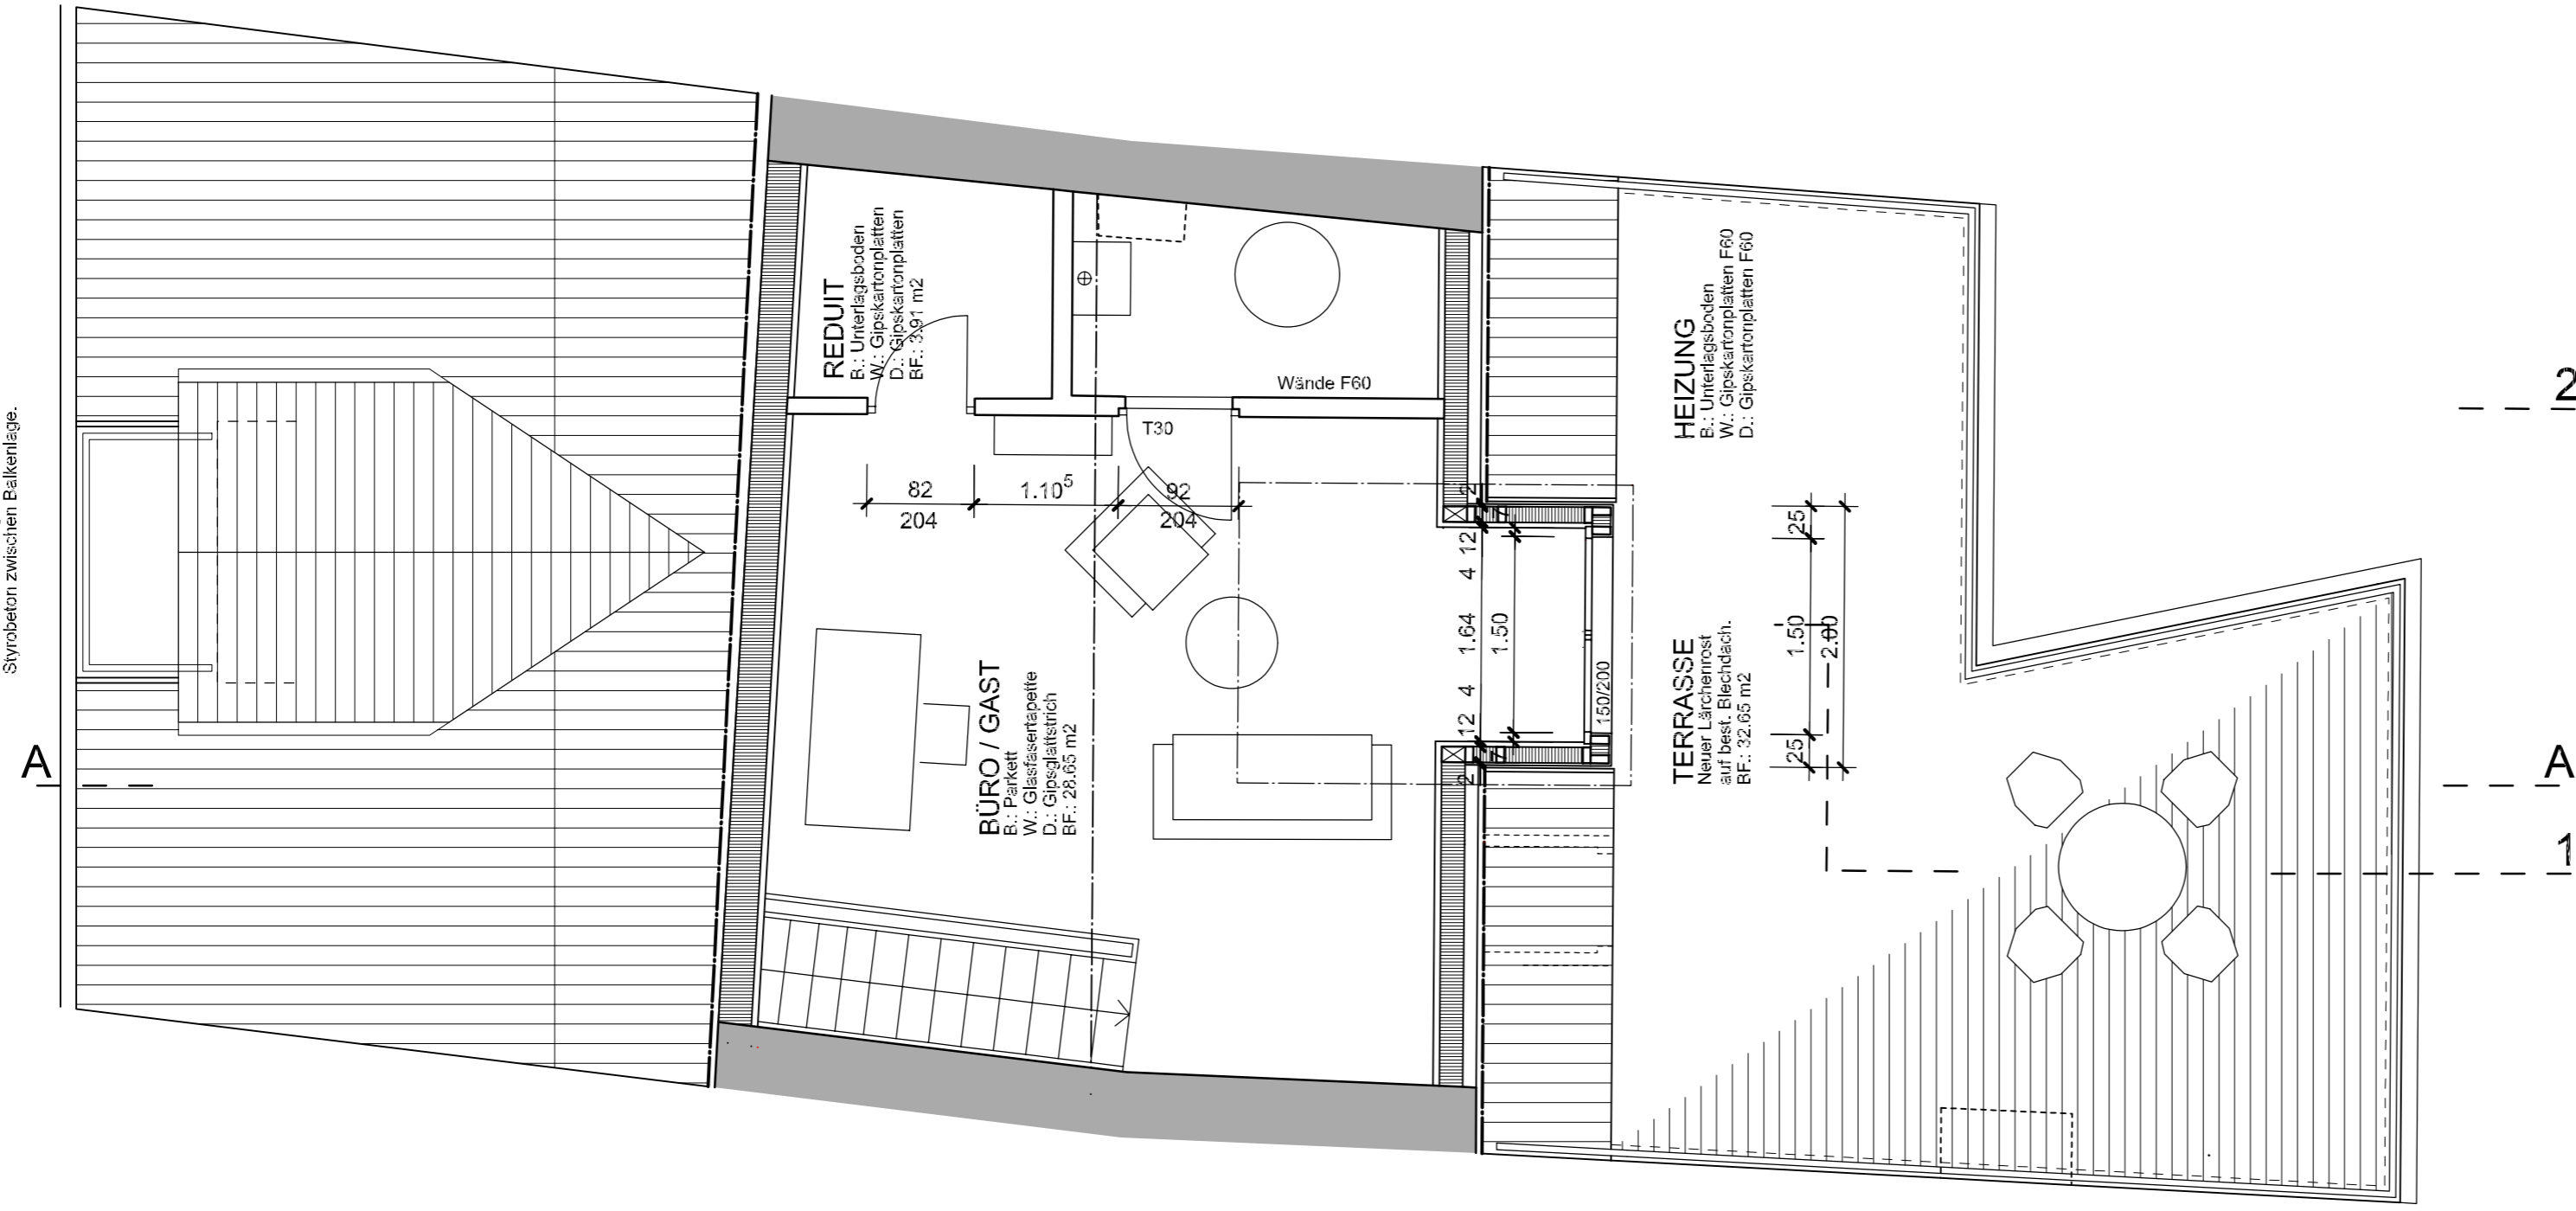 Styrobeton zwischen Balkenlage.
A
REDUIT
B.: Unterlagsboden
W.: Gipskartonplatten
D.: Gipskartonplatten
BF.: 3.91 m2
Wände F60
T30
82
204
1.10⁵
92
204
BÜRO / GAST
B.: Parkett
W.: Glasfasertapette
D.: Gipsglattstrich
BF.: 28.65 m2
2
7
12
4
1.64
1.50
4
12
7
2
150/200
HEIZUNG
B.: Unterlagsboden
W.: Gipskartonplatten F60
D.: Gipskartonplatten F60
TERRASSE
Neuer Lärchenrost
auf best. Blechdach.
BF.: 32.65 m2
25
1.50
2.00
25
2
A
1